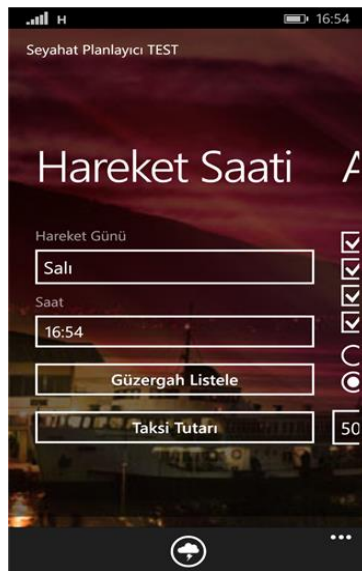 H 16:54
Seyahat Planlayıcı TEST
Hareket Saati A
Hareket Günü
Salı
Saat
16:54
Güzergah Listele
Taksi Tutarı
50